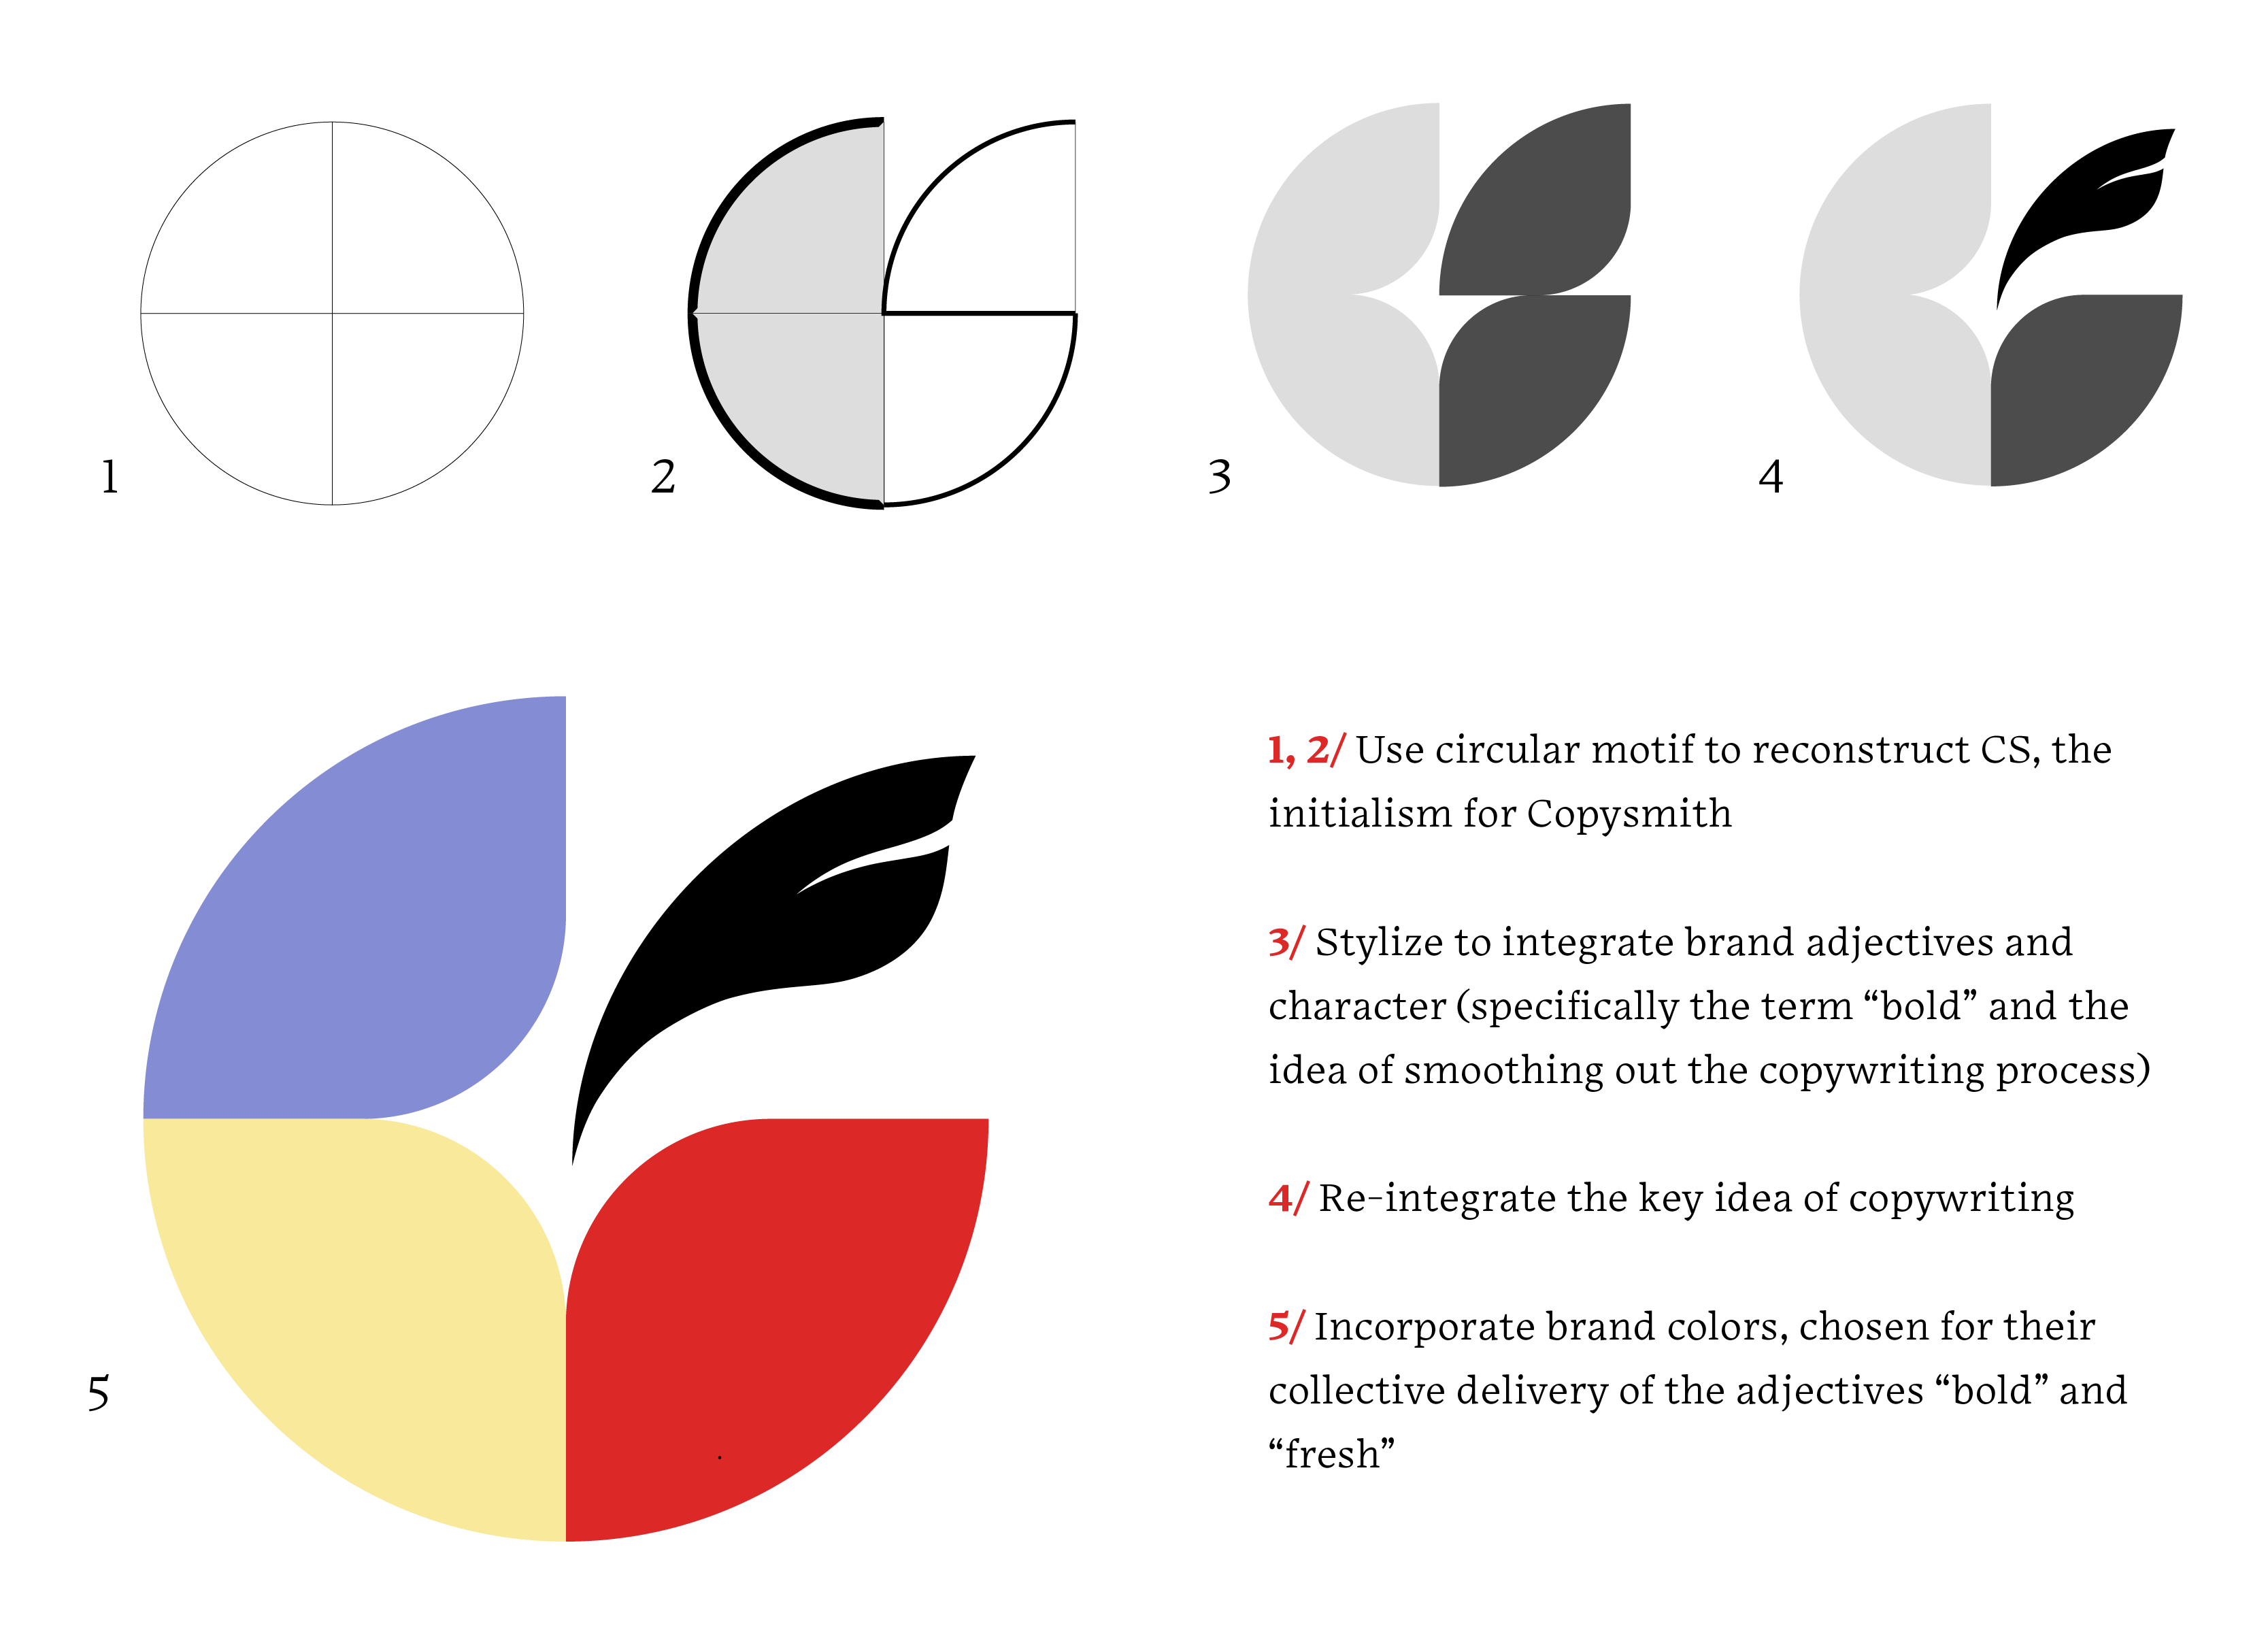 1
2
3
4
5
1, 2/ Use circular motif to reconstruct CS, the
initialism for Copysmith
3/ Stylize to integrate brand adjectives and
character (specifically the term “bold” and the
idea of smoothing out the copywriting process)
4/ Re-integrate the key idea of copywriting
5/ Incorporate brand colors, chosen for their
collective delivery of the adjectives “bold” and
“fresh”